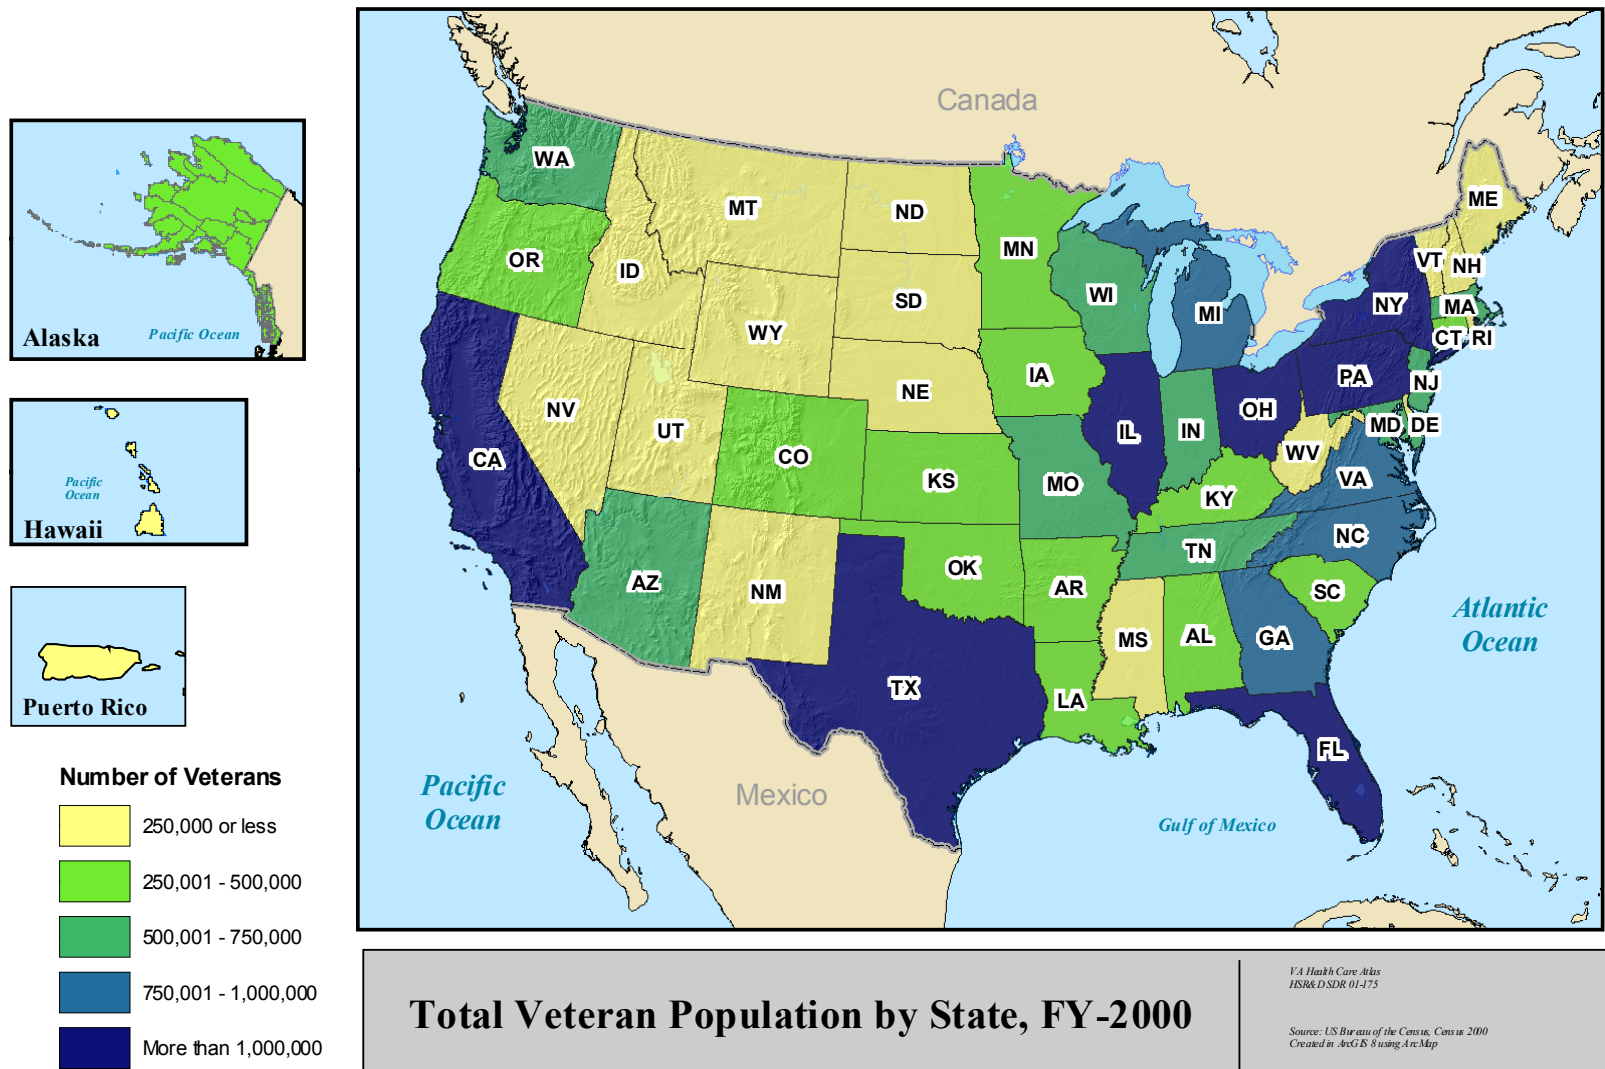 Canada
WA
MT
ND
MN
ME
OR
ID
SD
WI
MI
VT
NH
NY
MA
WY
CT
RI
IA
PA
NJ
NV
UT
NE
IL
IN
OH
MD
DE
CA
CO
KS
MO
WV
VA
KY
NC
AZ
NM
OK
AR
TN
SC
MS
AL
GA
TX
LA
FL
Mexico
Pacific
Ocean
Atlantic
Ocean
Gulf of Mexico
Alaska
Pacific Ocean
Pacific
Ocean
Hawaii
Puerto Rico
Number of Veterans
250,000 or less
250,001 - 500,000
500,001 - 750,000
750,001 - 1,000,000
More than 1,000,000
Total Veteran Population by State, FY-2000
VA Health Care Atlas
HSR&D SDR 01-175
Source: US Bureau of the Census, Census 2000
Created in ArcGIS 8 using ArcMap